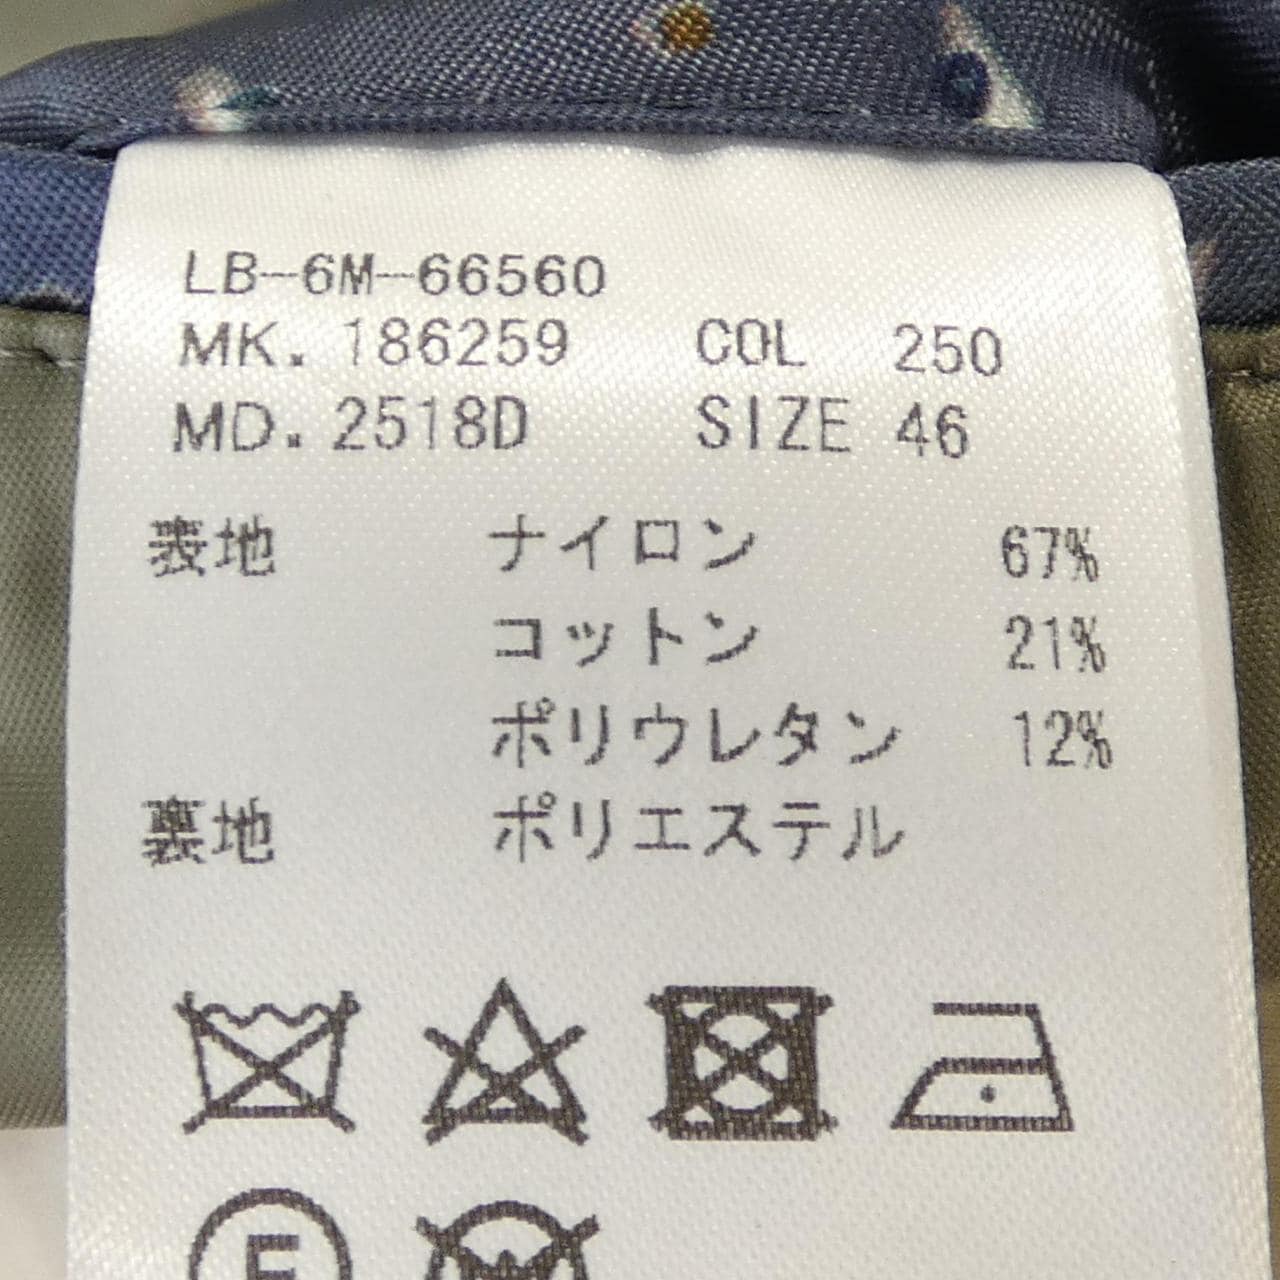 LB-6M-66560
MK. 186259 COL 250
MD. 2518D SIZE 46
表地 ナイロン 67%
コットン 21%
ポリウレタン 12%
裏地 ポリエステル